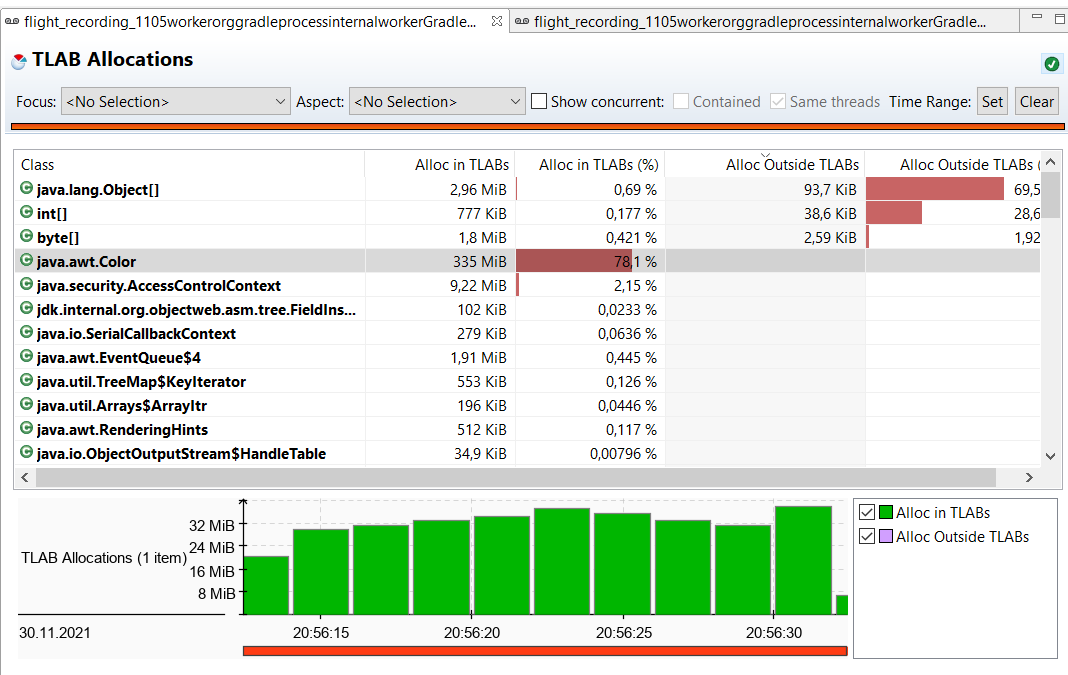 flight_recording_1105workerorggradleprocessinternalworkerGradle... flight_recording_1105workerorggradleprocessinternalworkerGradle...
TLAB Allocations
Focus: <No Selection> Aspect: <No Selection> Show concurrent: Contained Same threads Time Range: Set Clear
Class Alloc in TLABs Alloc in TLABs (%) Alloc Outside TLABs Alloc Outside TLABs (
java.lang.Object[] 2,96 MiB 0,69 % 93,7 KiB 69,5
int[] 777 KiB 0,177 % 38,6 KiB 28,6
byte[] 1,8 MiB 0,421 % 2,59 KiB 1,92
java.awt.Color 335 MiB 78,1 %
java.security.AccessControlContext 9,22 MiB 2,15 %
jdk.internal.org.objectweb.asm.tree.FieldIns... 102 KiB 0,0233 %
java.io.SerialCallbackContext 279 KiB 0,0636 %
java.awt.EventQueue$4 1,91 MiB 0,445 %
java.util.TreeMap$KeyIterator 553 KiB 0,126 %
java.util.Arrays$ArrayItr 196 KiB 0,0446 %
java.awt.RenderingHints 512 KiB 0,117 %
java.io.ObjectOutputStream$HandleTable 34,9 KiB 0,00796 %
32 MiB
24 MiB
TLAB Allocations (1 item)
16 MiB
8 MiB
30.11.2021 20:56:15 20:56:20 20:56:25 20:56:30
Alloc in TLABs
Alloc Outside TLABs